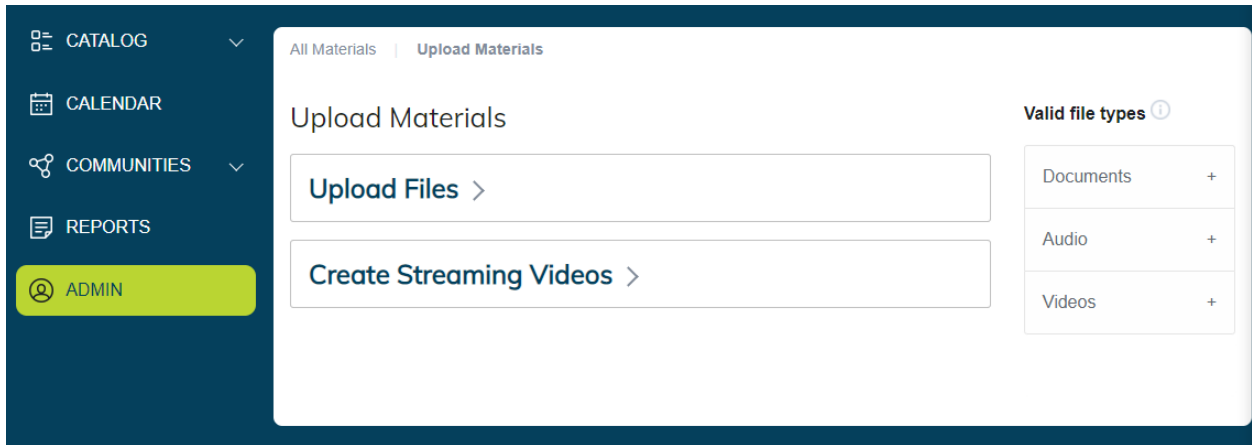 CATALOG
CALENDAR
COMMUNITIES
REPORTS
ADMIN
All Materials | Upload Materials
Upload Materials
Upload Files >
Create Streaming Videos >
Valid file types
Documents +
Audio +
Videos +